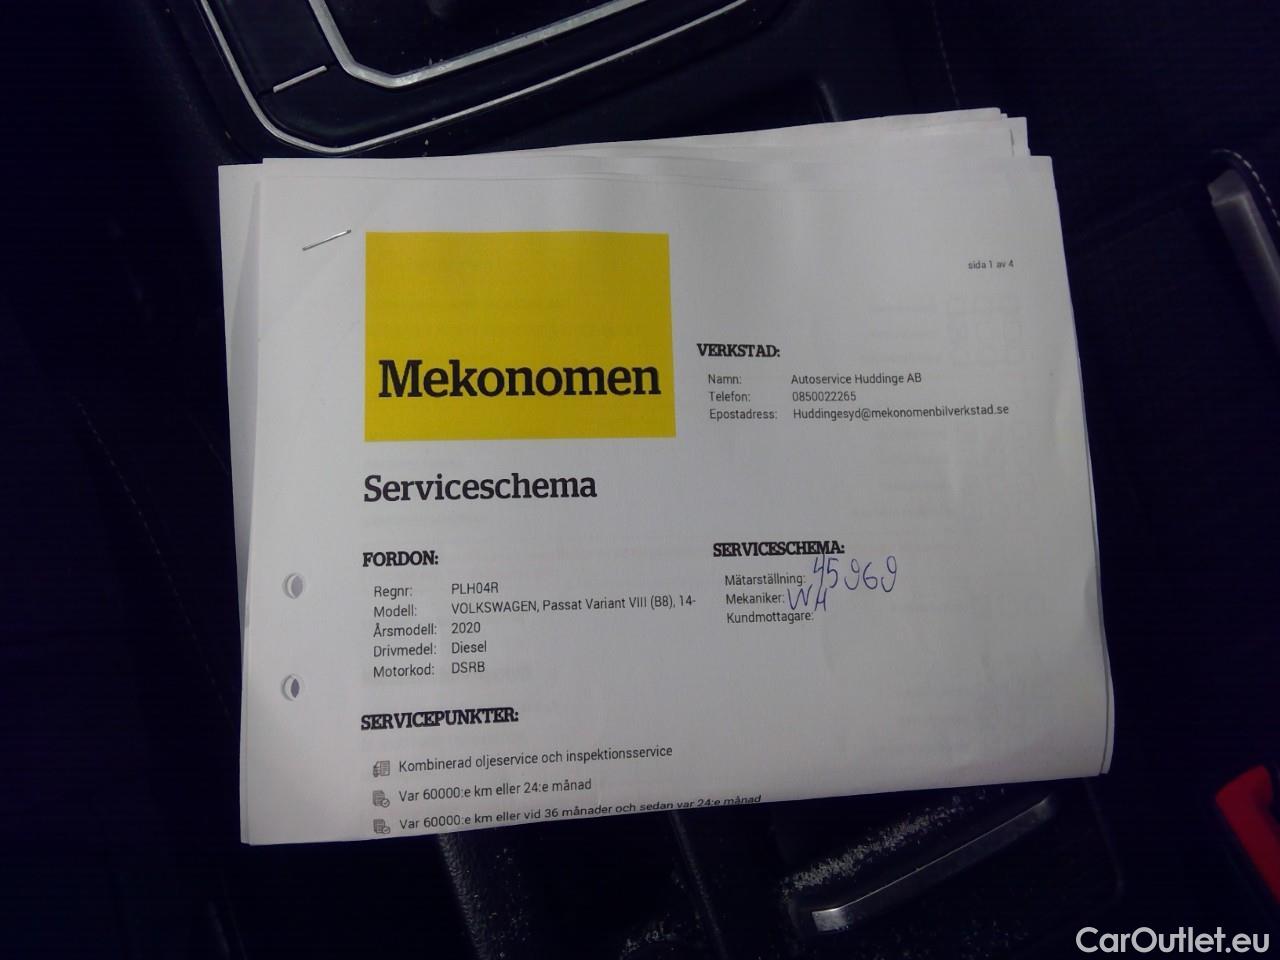 sida 1 av 4
Mekonomen
VERKSTAD:
Namn: Autoservice Huddinge AB
Telefon: 0850022265
Epostadress: Huddingesyd@mekonomenbilverkstad.se
Serviceschema
FORDON:
Regnr: PLH04R
Modell: VOLKSWAGEN, Passat Variant VIII (B8), 14-
Årsmodell: 2020
Drivmedel: Diesel
Motorkod: DSRB
SERVICESCHEMA:
Mätarställning: 45969
Mekaniker: WH
Kundmottagare:
SERVICEPUNKTER:
Kombinerad oljeservice och inspektionsservice
Var 60000:e km eller 24:e månad
Var 60000:e km eller vid 36 månader och sedan var 24:e månad
CarOutlet.eu